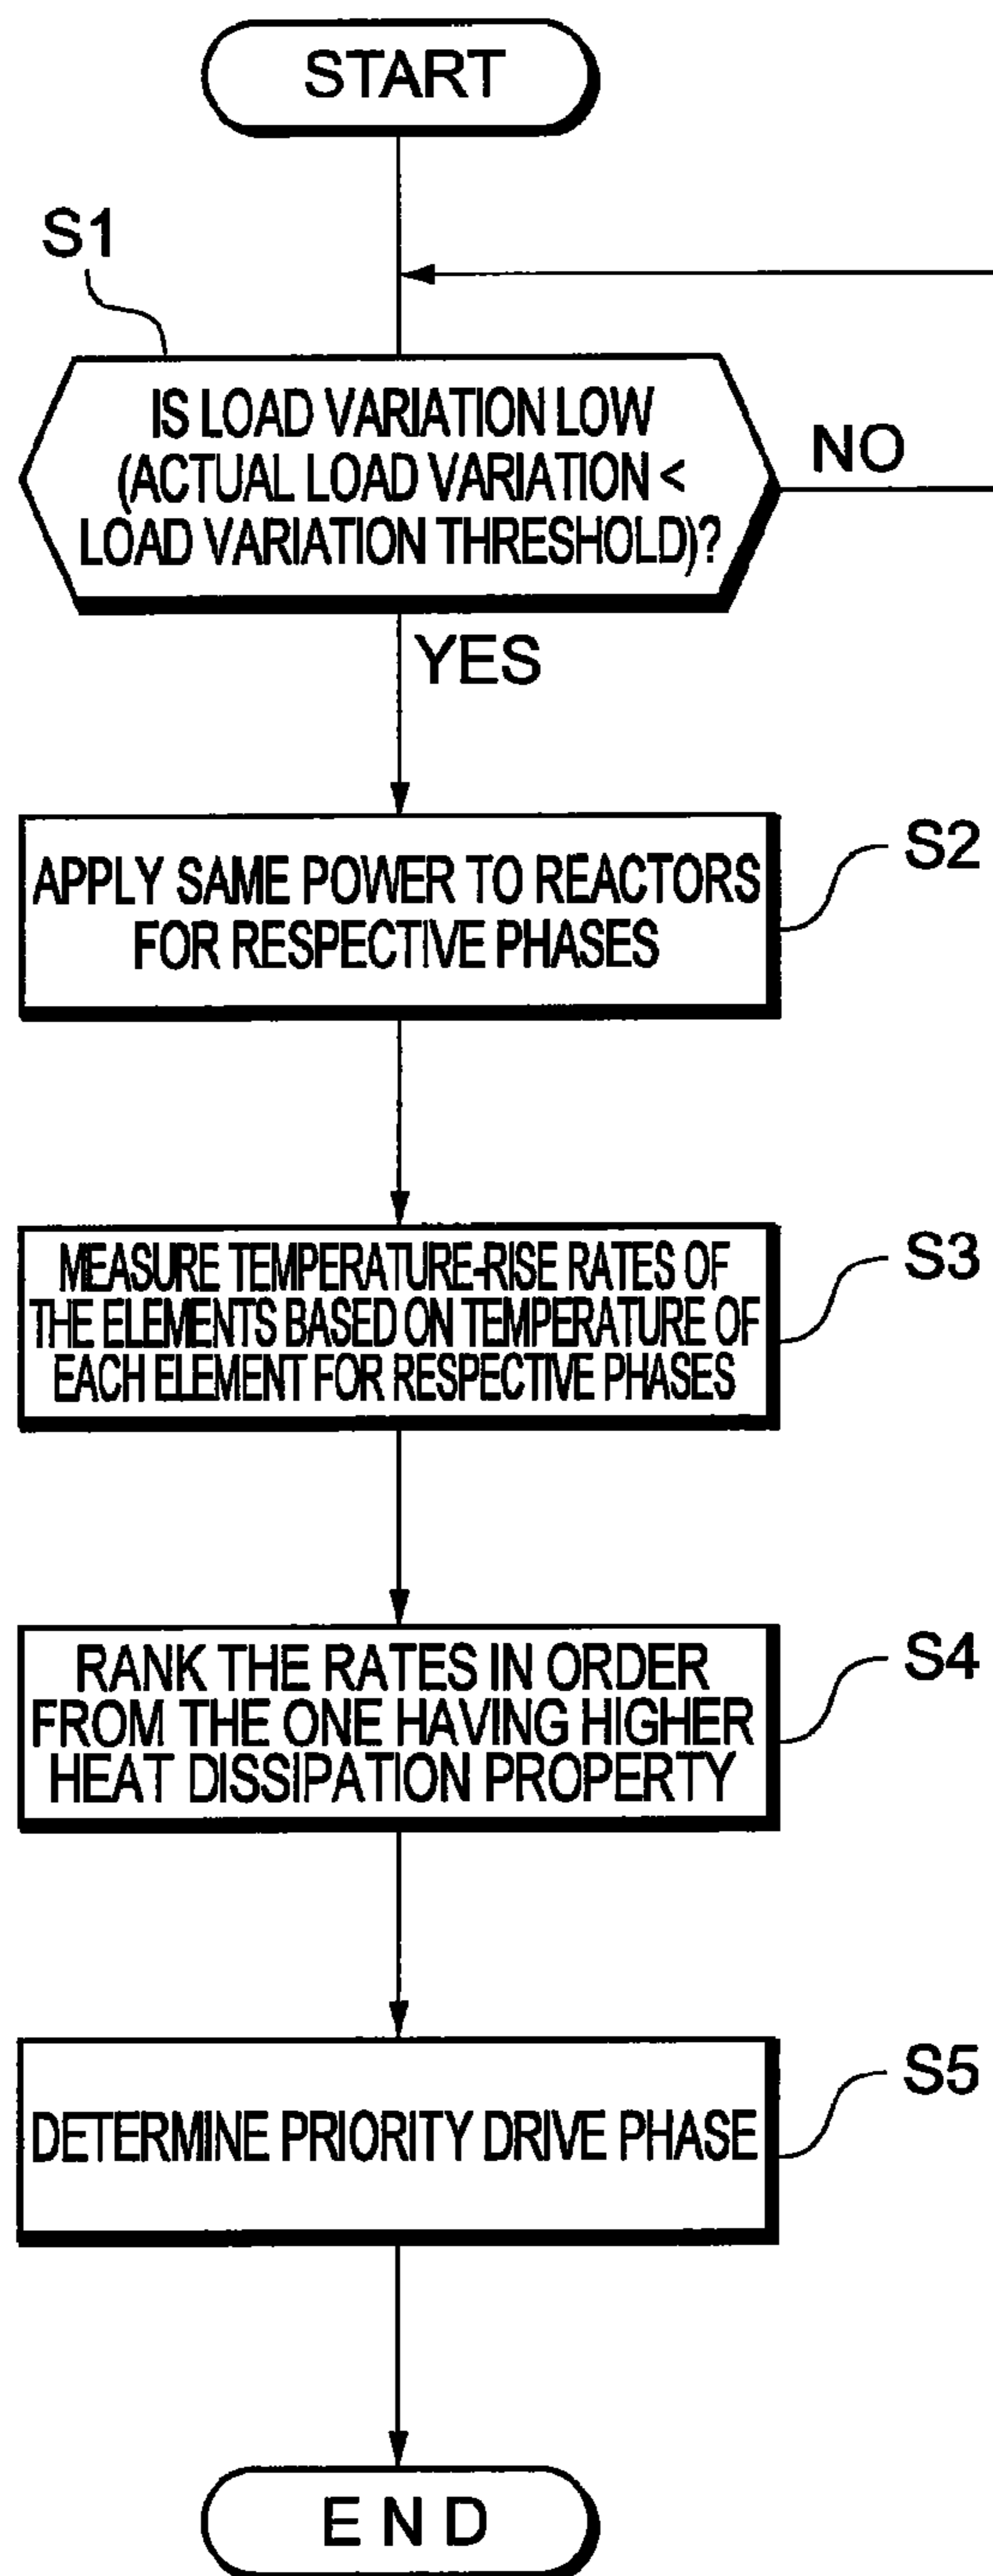 START
S1
IS LOAD VARIATION LOW
(ACTUAL LOAD VARIATION <
LOAD VARIATION THRESHOLD)?
NO
YES
APPLY SAME POWER TO REACTORS
FOR RESPECTIVE PHASES
S2
MEASURE TEMPERATURE-RISE RATES OF
THE ELEMENTS BASED ON TEMPERATURE OF
EACH ELEMENT FOR RESPECTIVE PHASES
S3
RANK THE RATES IN ORDER
FROM THE ONE HAVING HIGHER
HEAT DISSIPATION PROPERTY
S4
DETERMINE PRIORITY DRIVE PHASE
S5
END